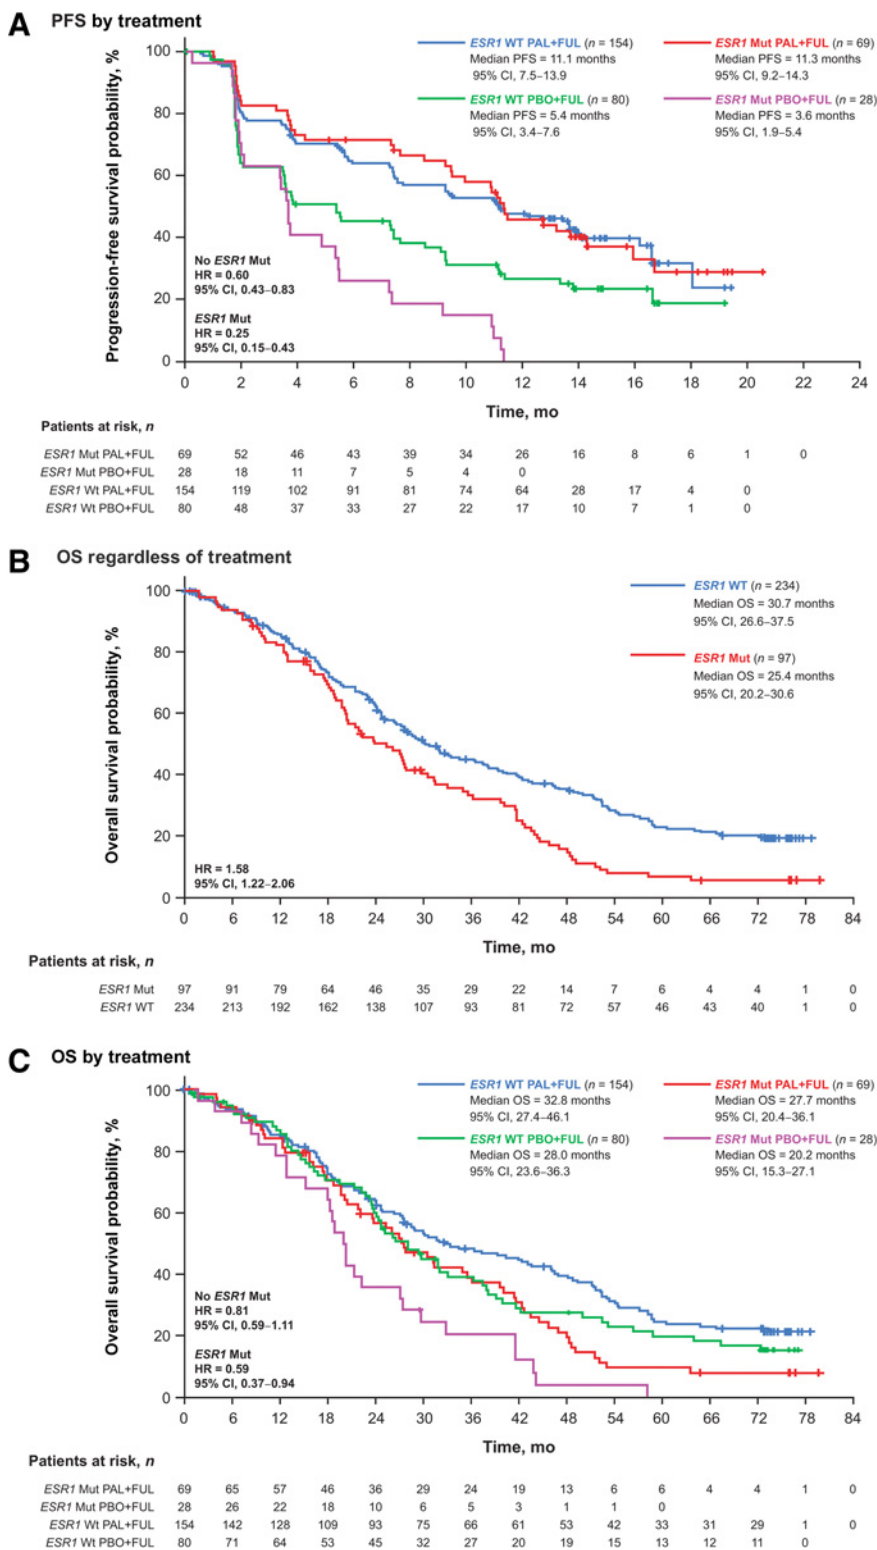 A PFS by treatment
ESR1 WT PAL+FUL (n = 154)
Median PFS = 11.1 months
95% CI, 7.5–13.9
ESR1 Mut PAL+FUL (n = 69)
Median PFS = 11.3 months
95% CI, 9.2–14.3
ESR1 WT PBO+FUL (n = 80)
Median PFS = 5.4 months
95% CI, 3.4–7.6
ESR1 Mut PBO+FUL (n = 28)
Median PFS = 3.6 months
95% CI, 1.9–5.4
Progression-free survival probability, %
100
80
60
40
20
0
No ESR1 Mut
HR = 0.60
95% CI, 0.43–0.83
ESR1 Mut
HR = 0.25
95% CI, 0.15–0.43
0 2 4 6 8 10 12 14 16 18 20 22 24
Time, mo
Patients at risk, n
ESR1 Mut PAL+FUL 69 52 46 43 39 34 26 16 8 6 1 0
ESR1 Mut PBO+FUL 28 18 11 7 5 4 0
ESR1 Wt PAL+FUL 154 119 102 91 81 74 64 28 17 4 0
ESR1 Wt PBO+FUL 80 48 37 33 27 22 17 10 7 1 0
B OS regardless of treatment
ESR1 WT (n = 234)
Median OS = 30.7 months
95% CI, 26.6–37.5
ESR1 Mut (n = 97)
Median OS = 25.4 months
95% CI, 20.2–30.6
Overall survival probability, %
100
80
60
40
20
0
HR = 1.58
95% CI, 1.22–2.06
0 6 12 18 24 30 36 42 48 54 60 66 72 78 84
Time, mo
Patients at risk, n
ESR1 Mut 97 91 79 64 46 35 29 22 14 7 6 4 4 1 0
ESR1 WT 234 213 192 162 138 107 93 81 72 57 46 43 40 1 0
C OS by treatment
ESR1 WT PAL+FUL (n = 154)
Median OS = 32.8 months
95% CI, 27.4–46.1
ESR1 Mut PAL+FUL (n = 69)
Median OS = 27.7 months
95% CI, 20.4–36.1
ESR1 WT PBO+FUL (n = 80)
Median OS = 28.0 months
95% CI, 23.6–36.3
ESR1 Mut PBO+FUL (n = 28)
Median OS = 20.2 months
95% CI, 15.3–27.1
Overall survival probability, %
100
80
60
40
20
0
No ESR1 Mut
HR = 0.81
95% CI, 0.59–1.11
ESR1 Mut
HR = 0.59
95% CI, 0.37–0.94
0 6 12 18 24 30 36 42 48 54 60 66 72 78 84
Time, mo
Patients at risk, n
ESR1 Mut PAL+FUL 69 65 57 46 36 29 24 19 13 6 6 4 4 1 0
ESR1 Mut PBO+FUL 28 26 22 18 10 6 5 3 1 1 0
ESR1 Wt PAL+FUL 154 142 128 109 93 75 66 61 53 42 33 31 29 1 0
ESR1 Wt PBO+FUL 80 71 64 53 45 32 27 20 19 15 13 12 11 0